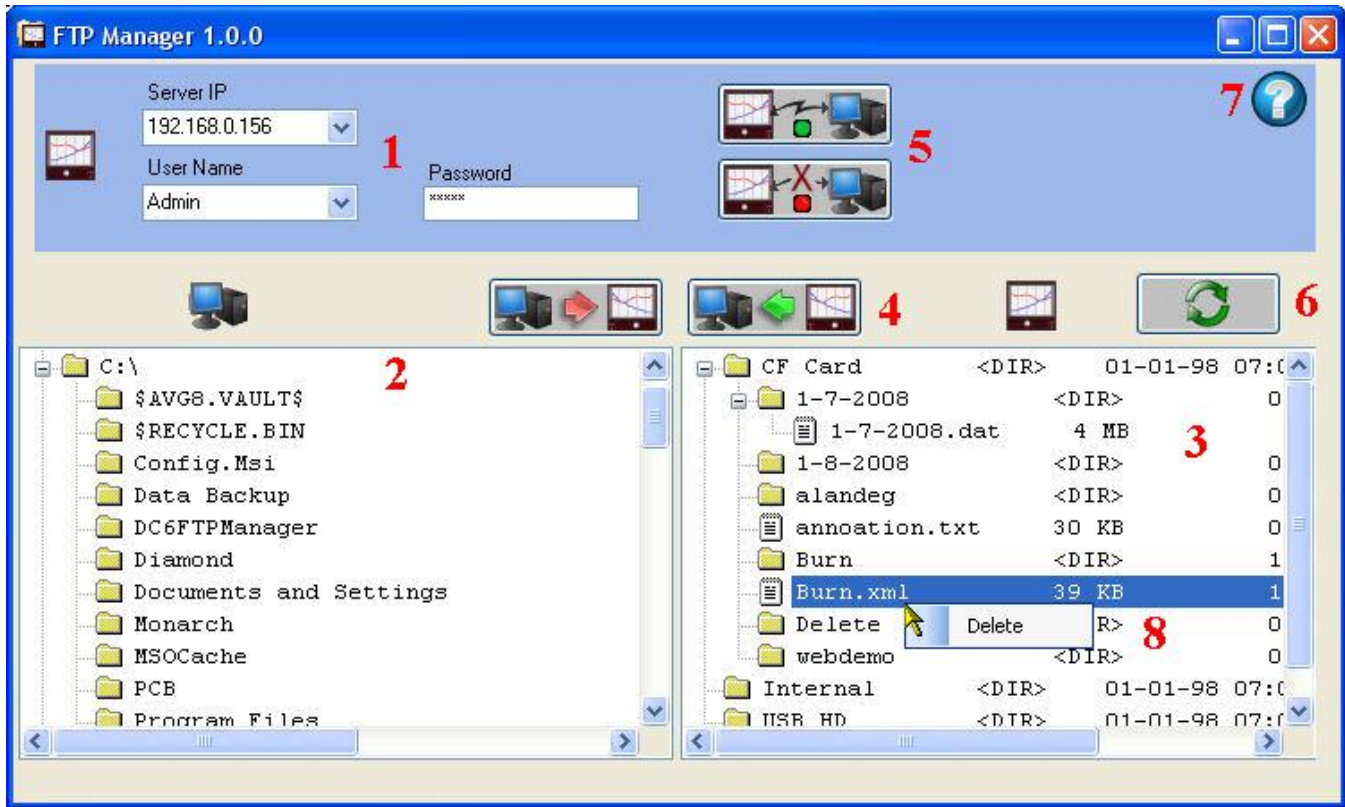 FTP Manager 1.0.0
Server IP
7
192.168.0.156
1
5
User Name
Password
Admin
*****
4
6
2
C:\
$AVG8.VAULT$
$RECYCLE.BIN
Config.Msi
Data Backup
DC6FTPManager
Diamond
Documents and Settings
Monarch
MSOCache
PCB
Program Files
CF Card <DIR> 01-01-98 07:0
1-7-2008 <DIR> 0
1-7-2008.dat 4 MB
3
1-8-2008 <DIR> 0
alandeg <DIR> 0
annoation.txt 30 KB 0
Burn <DIR> 1
Burn.xml 39 KB 1
Delete Delete R> 8 0
webdemo <DIR> 0
Internal <DIR> 01-01-98 07:0
USB HD <DIR> 01-01-98 07:0